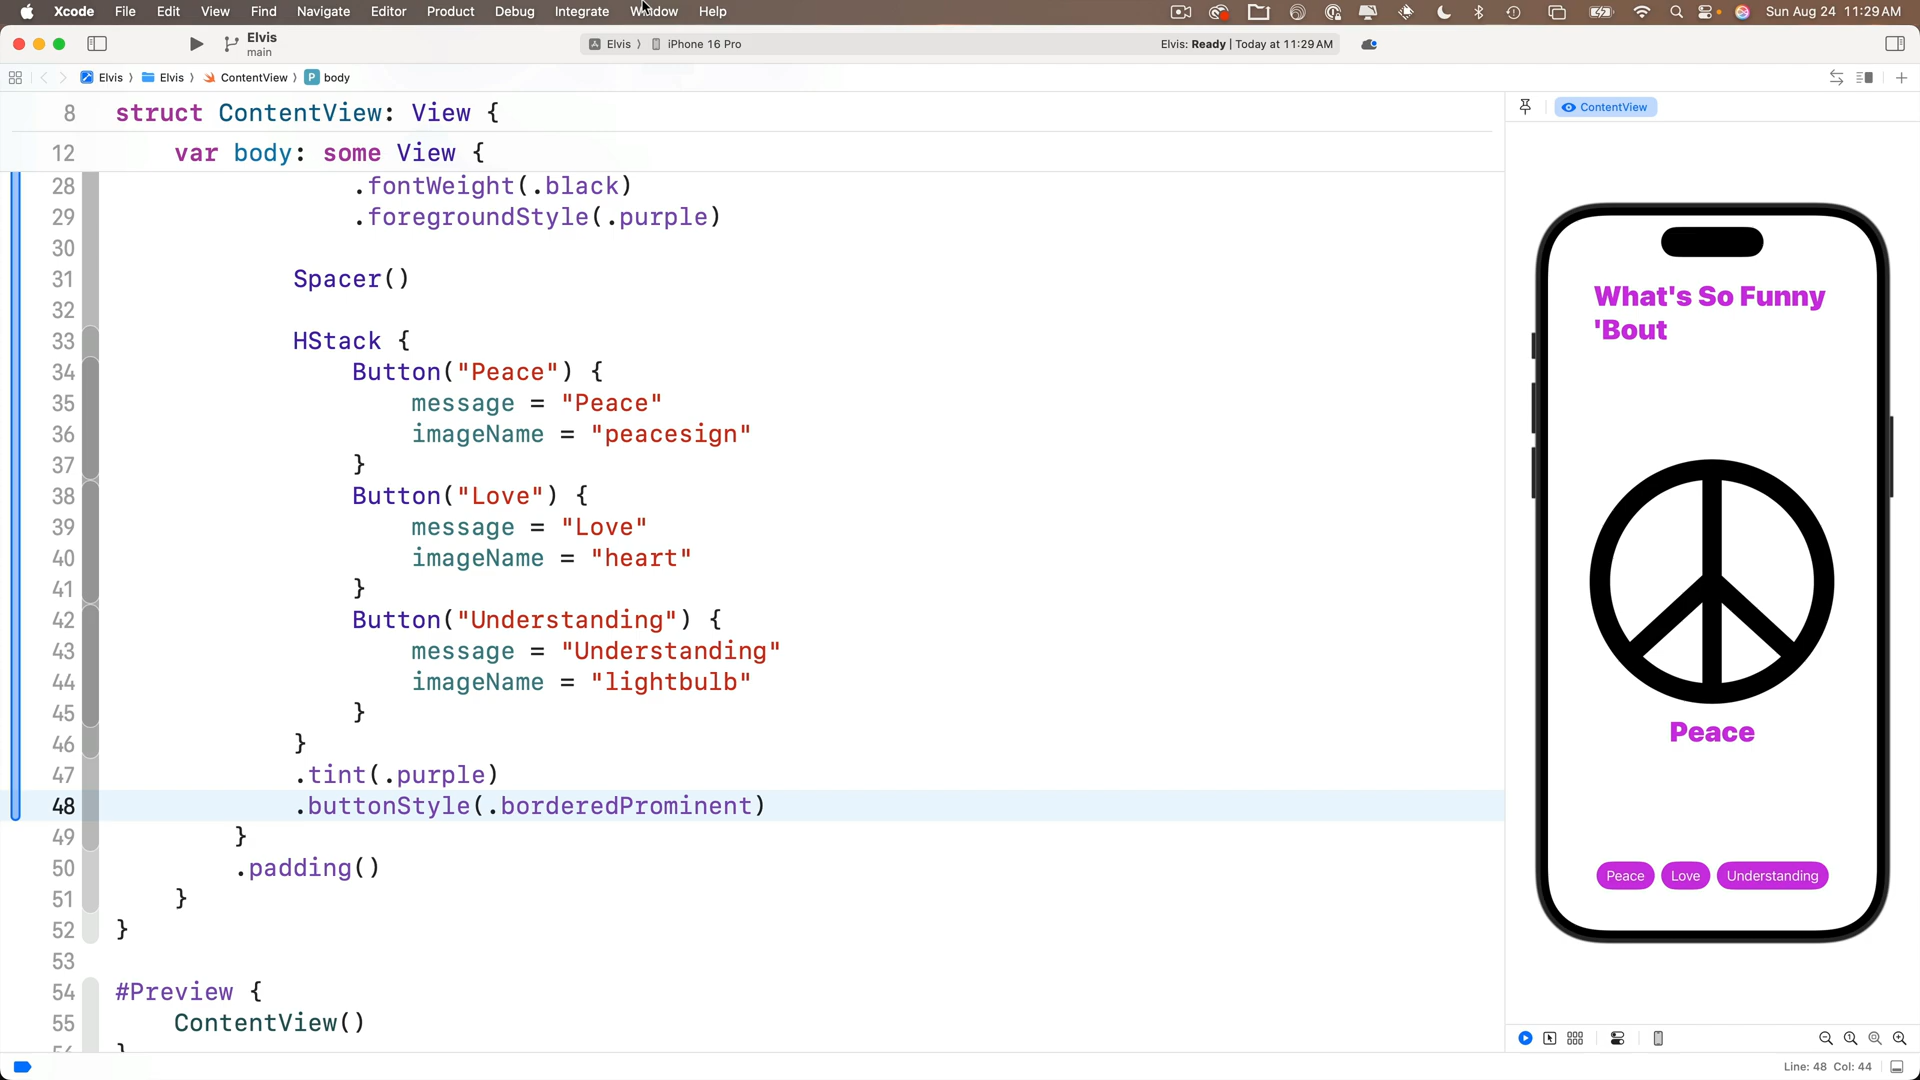 Xcode File Edit View Find Navigate Editor Product Debug Integrate Window Help Sun Aug 24 11:29 AM
Elvis
main
Elvis 〉 iPhone 16 Pro Elvis: Ready | Today at 11:29 AM
Elvis 〉 Elvis 〉 ContentView 〉 P body
8 struct ContentView: View {
12 var body: some View {
28 .fontWeight(.black)
29 .foregroundStyle(.purple)
30
31 Spacer()
32
33 HStack {
34 Button("Peace") {
35 message = "Peace"
36 imageName = "peacesign"
37 }
38 Button("Love") {
39 message = "Love"
40 imageName = "heart"
41 }
42 Button("Understanding") {
43 message = "Understanding"
44 imageName = "lightbulb"
45 }
46 }
47 .tint(.purple)
48 .buttonStyle(.borderedProminent)
49 }
50 .padding()
51 }
52 }
53
54 #Preview {
55 ContentView()
ContentView
What's So Funny
'Bout
Peace
Peace Love Understanding
Line: 48 Col: 44